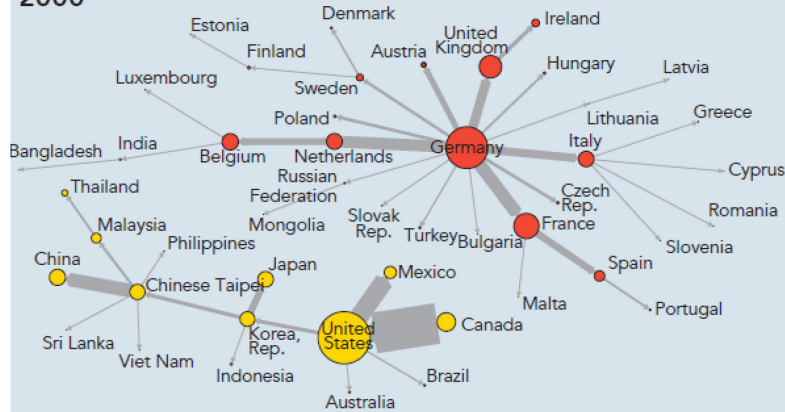 2000
Denmark
Ireland
Estonia
United
Kingdom
Finland
Austria
Hungary
Latvia
Luxembourg
Sweden
Lithuania
Greece
Poland
Bangladesh
India
Belgium
Netherlands
Germany
Italy
Cyprus
Thailand
Russian
Federation
Mongolia
Slovak
Rep.
Turkey
Bulgaria
Czech
Rep.
France
Romania
Slovenia
Malaysia
Philippines
China
Chinese Taipei
Japan
Mexico
Spain
Malta
Portugal
Sri Lanka
Viet Nam
Korea,
Rep.
Indonesia
United
States
Canada
Australia
Brazil